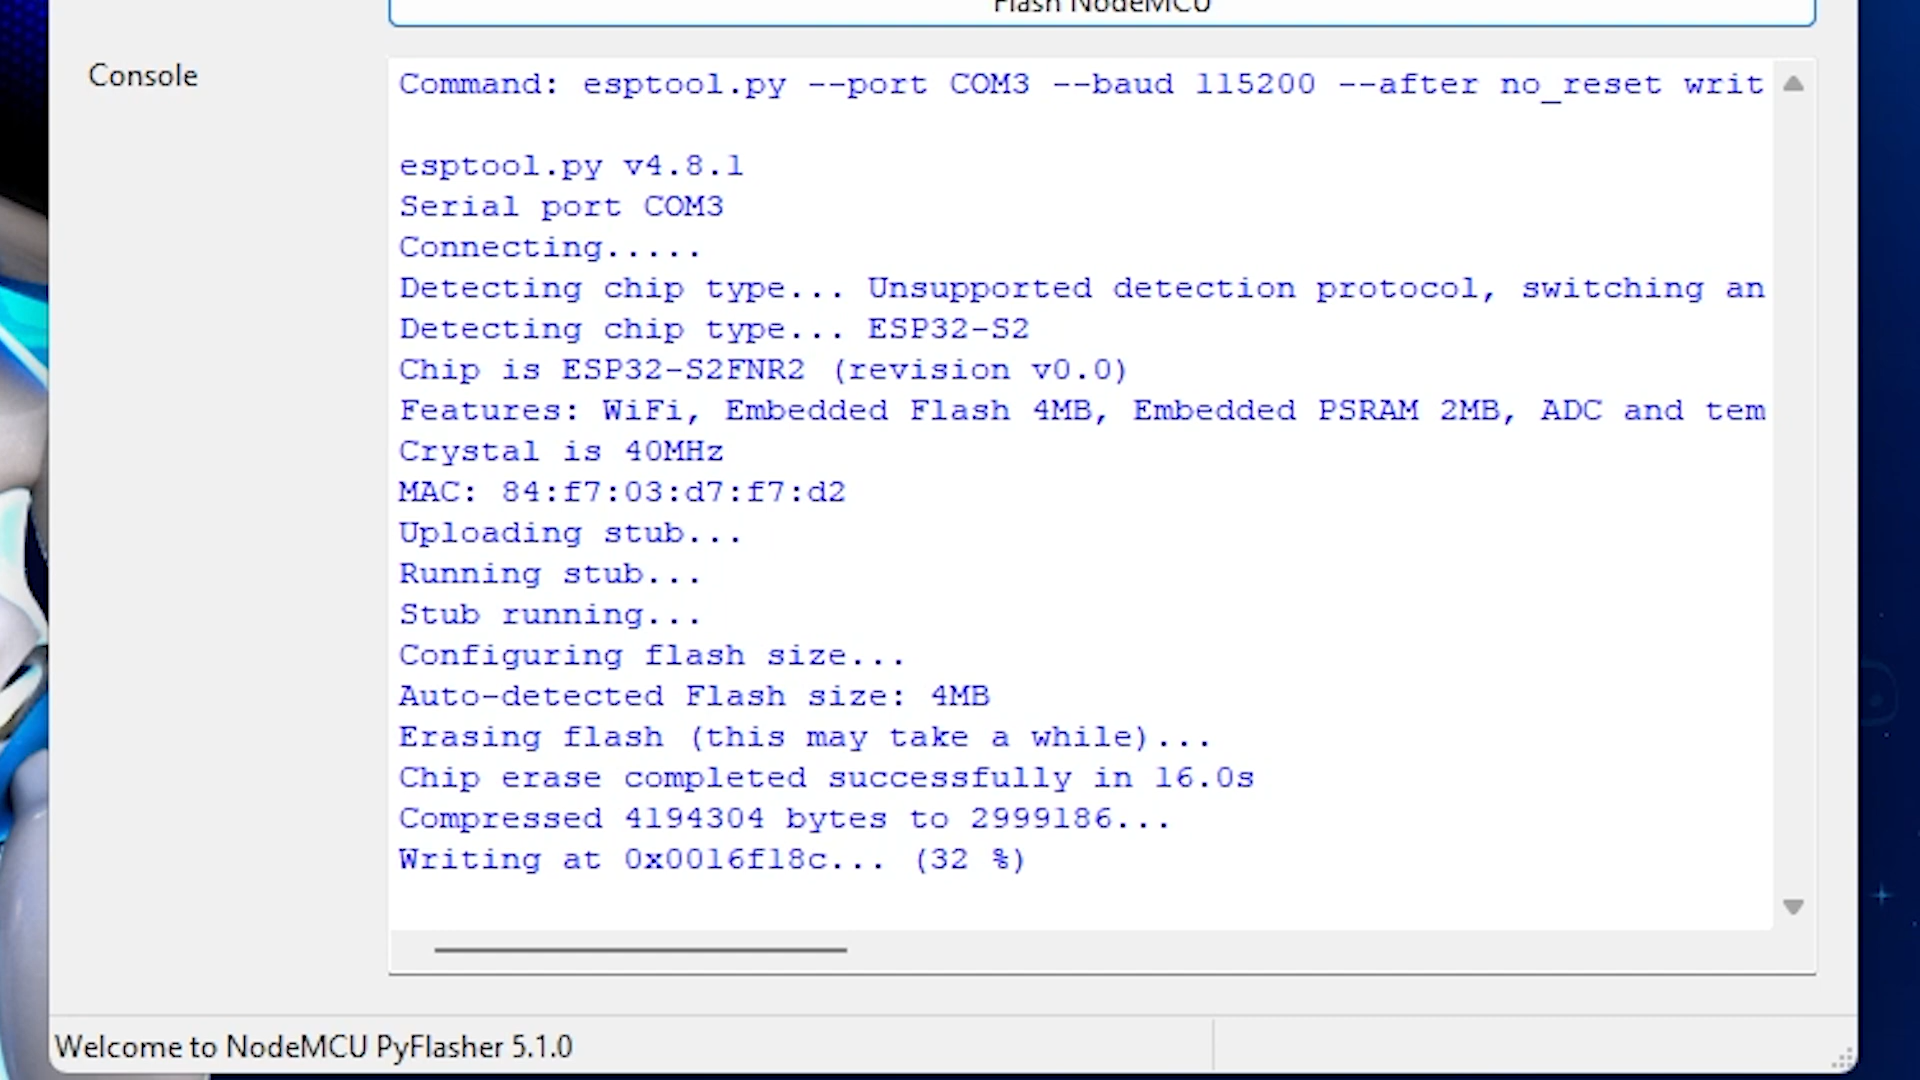 Flash NodeMCU
Console
Command: esptool.py --port COM3 --baud 115200 --after no_reset writ
esptool.py v4.8.1
Serial port COM3
Connecting.....
Detecting chip type... Unsupported detection protocol, switching an
Detecting chip type... ESP32-S2
Chip is ESP32-S2FNR2 (revision v0.0)
Features: WiFi, Embedded Flash 4MB, Embedded PSRAM 2MB, ADC and tem
Crystal is 40MHz
MAC: 84:f7:03:d7:f7:d2
Uploading stub...
Running stub...
Stub running...
Configuring flash size...
Auto-detected Flash size: 4MB
Erasing flash (this may take a while)...
Chip erase completed successfully in 16.0s
Compressed 4194304 bytes to 2999186...
Writing at 0x0016f18c... (32 %)
Welcome to NodeMCU PyFlasher 5.1.0